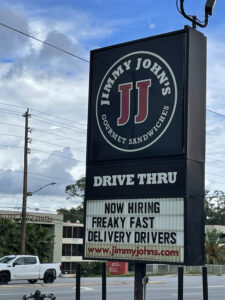 JIMMY JOHN'S
JJ
GOURMET SANDWICHES
DRIVE THRU
NOW HIRING
FREAKY FAST
DELIVERY DRIVERS
www.jimmyjohns.com